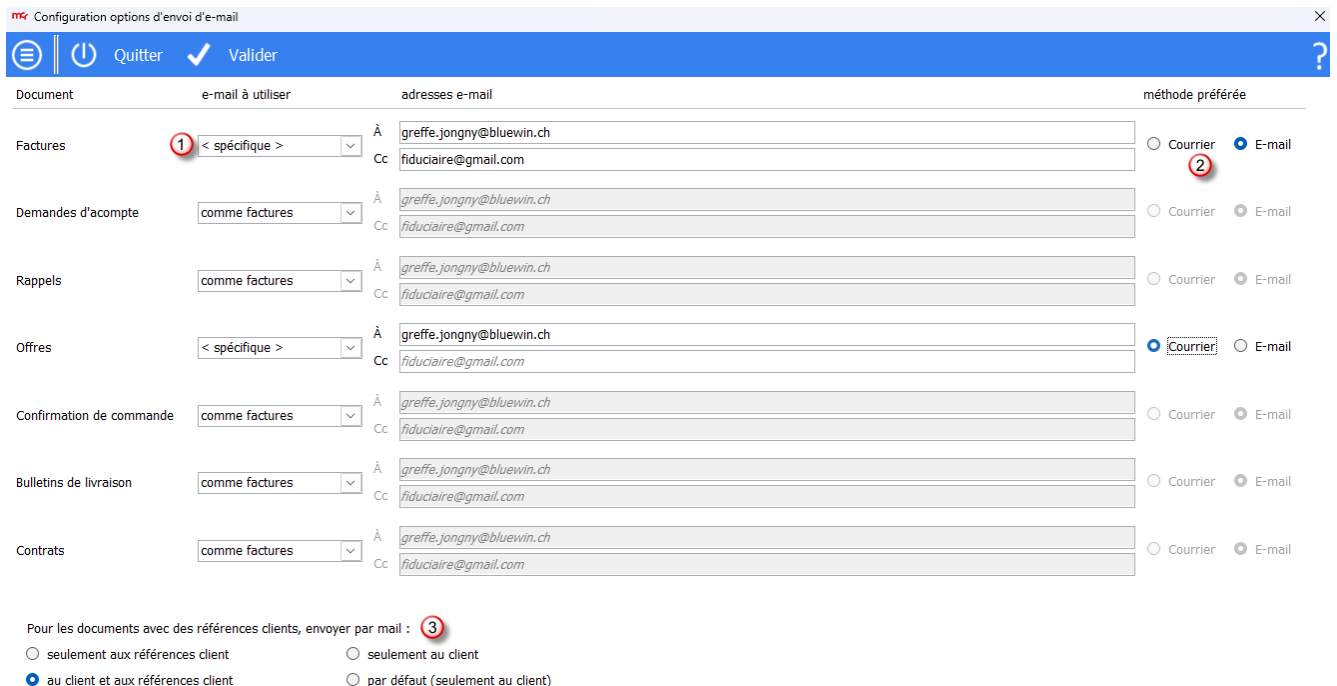 mcr Configuration options d'envoi d'e-mail
Quitter Valider ?
Document e-mail à utiliser adresses e-mail méthode préférée
Factures 1 < spécifique > À greffe.jongny@bluewin.ch Courrier E-mail
Cc fiduciaire@gmail.com 2
Demandes d'acompte comme factures À greffe.jongny@bluewin.ch Courrier E-mail
Cc fiduciaire@gmail.com
Rappels comme factures À greffe.jongny@bluewin.ch Courrier E-mail
Cc fiduciaire@gmail.com
Offres < spécifique > À greffe.jongny@bluewin.ch Courrier E-mail
Cc fiduciaire@gmail.com
Confirmation de commande comme factures À greffe.jongny@bluewin.ch Courrier E-mail
Cc fiduciaire@gmail.com
Bulletins de livraison comme factures À greffe.jongny@bluewin.ch Courrier E-mail
Cc fiduciaire@gmail.com
Contrats comme factures À greffe.jongny@bluewin.ch Courrier E-mail
Cc fiduciaire@gmail.com
Pour les documents avec des références clients, envoyer par mail : 3
seulement aux références client seulement au client
au client et aux références client par défaut (seulement au client)